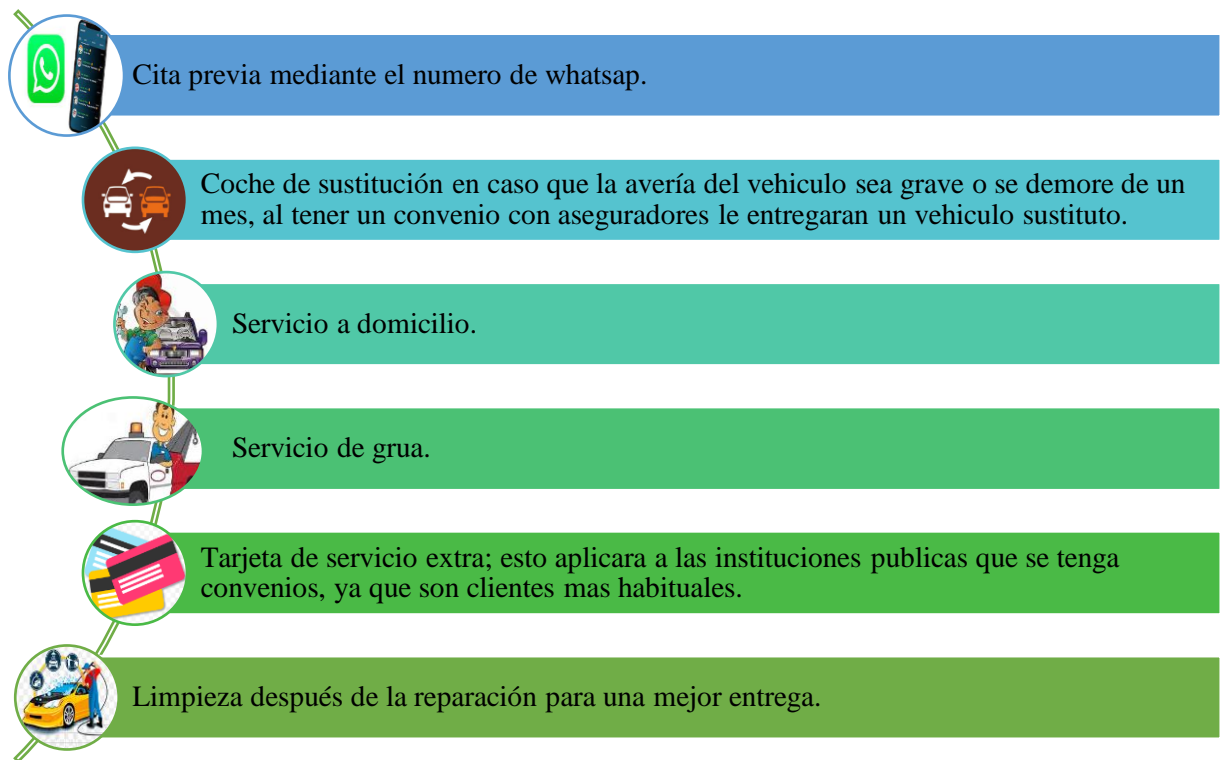 Cita previa mediante el numero de whatsap.
Coche de sustitución en caso que la avería del vehiculo sea grave o se demore de un
mes, al tener un convenio con aseguradores le entregaran un vehiculo sustituto.
Servicio a domicilio.
Servicio de grua.
Tarjeta de servicio extra; esto aplicara a las instituciones publicas que se tenga
convenios, ya que son clientes mas habituales.
Limpieza después de la reparación para una mejor entrega.